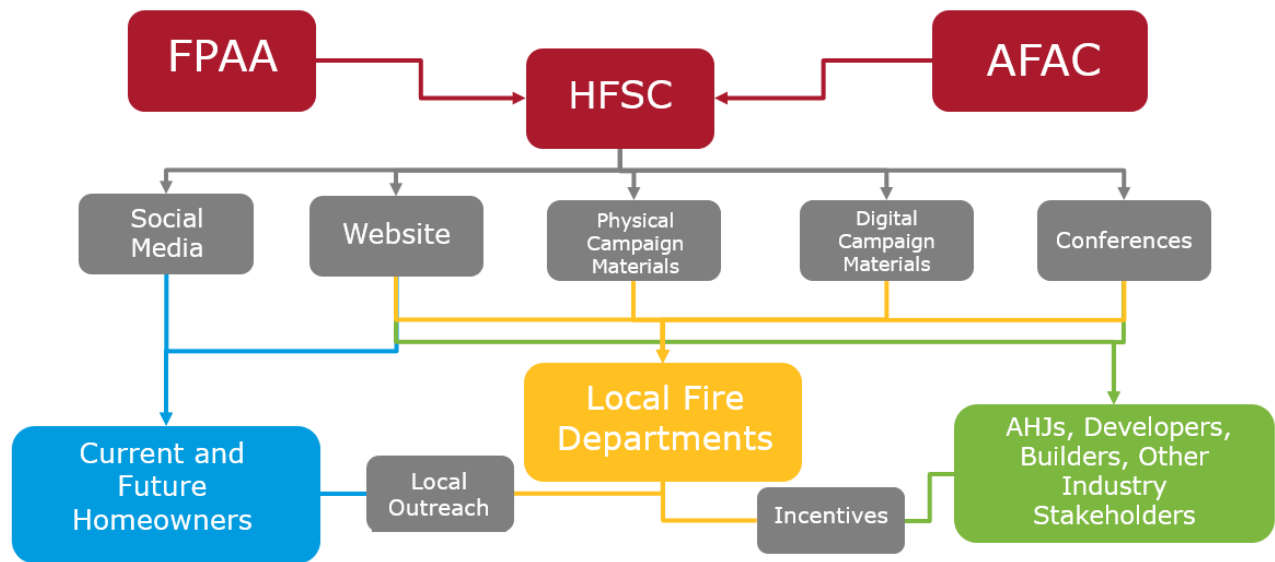 FPAA
HFSC
AFAC
Social
Media
Website
Physical
Campaign
Materials
Digital
Campaign
Materials
Conferences
Current and
Future
Homeowners
Local
Outreach
Local Fire
Departments
Incentives
AHJs, Developers,
Builders, Other
Industry
Stakeholders